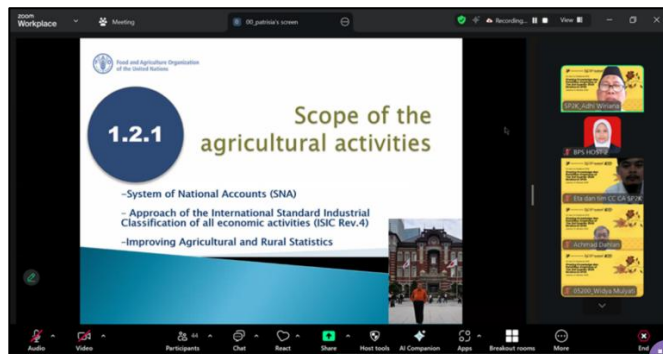 zoom
Workplace
Meeting
00_patrisia's screen
Recording...
View
Food and Agriculture Organization
of the United Nations
1.2.1
Scope of the
agricultural activities
-System of National Accounts (SNA)
- Approach of the International Standard Industrial
Classification of all economic activities (ISIC Rev.4)
-Improving Agricultural and Rural Statistics
SP2K_Adhi Wiriana
BPS HOST 2
Eta dan tim CC CA SP2K
Achmad Dahlan
05200_Widya Mulyati
Audio
Video
44
Participants
Chat
React
Share
Host tools
AI Companion
Apps
Breakout rooms
More
End